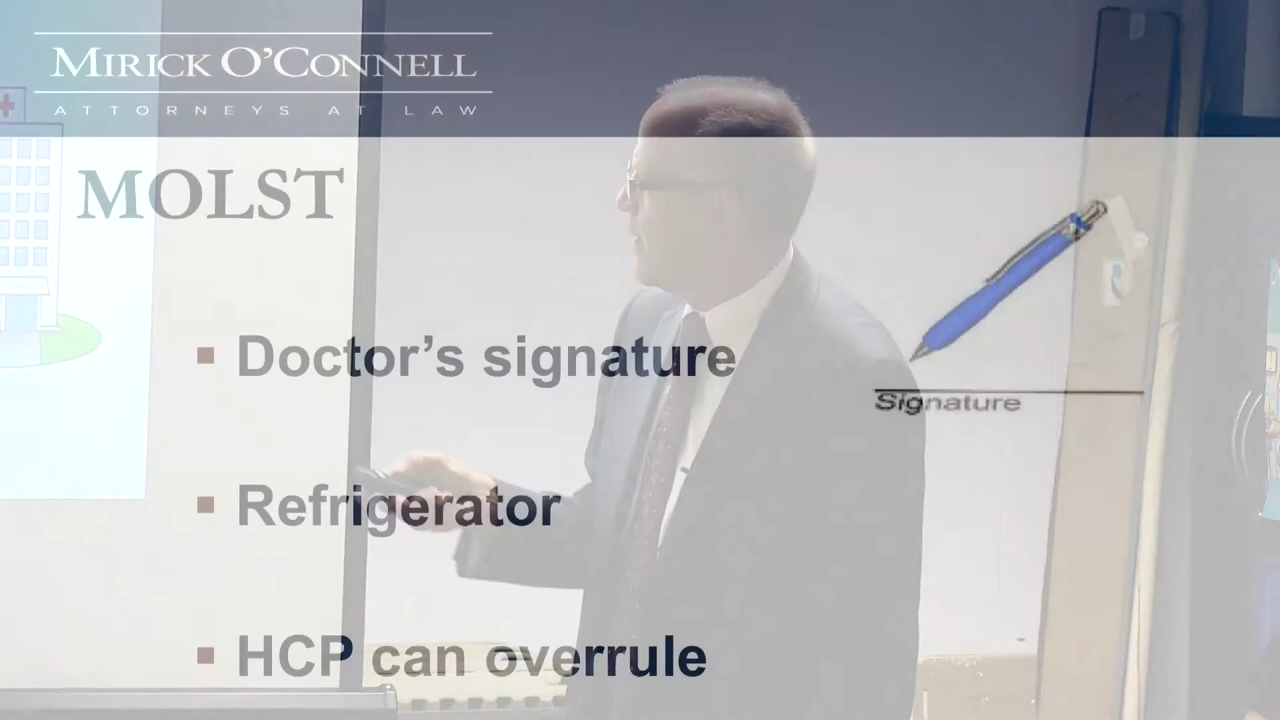 MIRICK O'CONNELL
ATTORNEYS AT LAW
MOLST
▪ Doctor's signature
Signature
▪ Refrigerator
▪ HCP can overrule